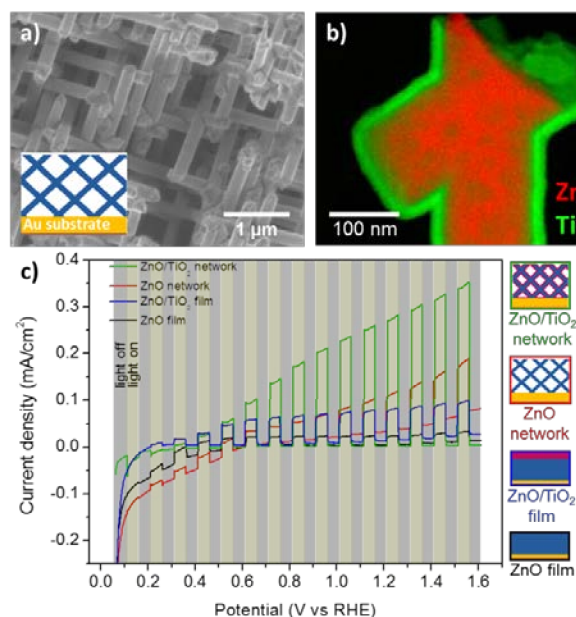 a)
Au substrate
1 μm
b)
Zn
Ti
100 nm
c)
ZnO/TiO₂ network
ZnO network
ZnO/TiO₂ film
ZnO film
light off
light on
Current density (mA/cm²)
0.4
0.3
0.2
0.1
0.0
-0.1
-0.2
0.0 0.2 0.4 0.6 0.8 1.0 1.2 1.4 1.6
Potential (V vs RHE)
ZnO/TiO₂
network
ZnO
network
ZnO/TiO₂
film
ZnO film